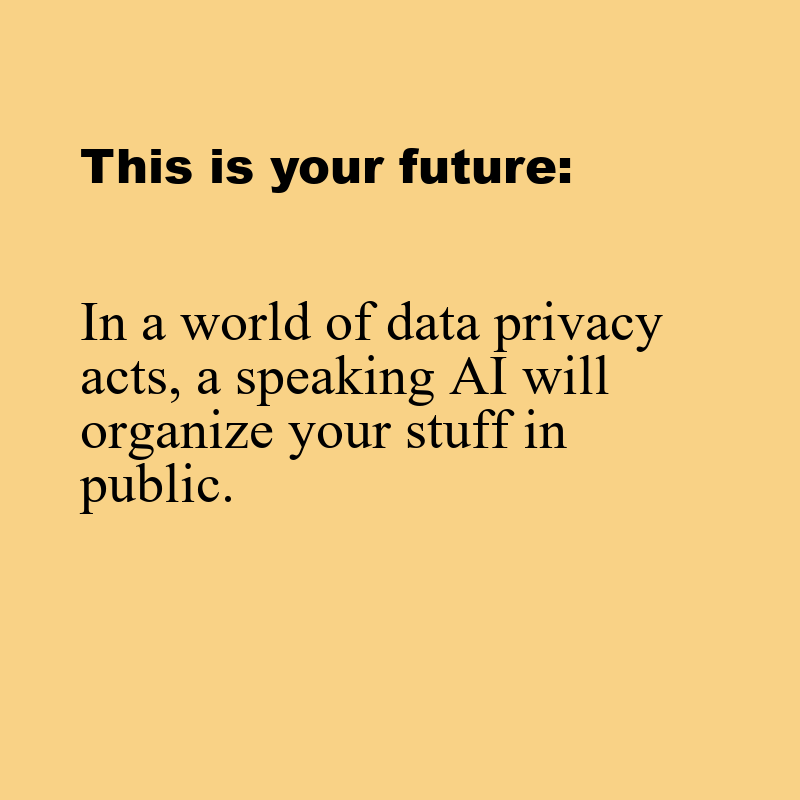 This is your future:
In a world of data privacy
acts, a speaking AI will
organize your stuff in
public.